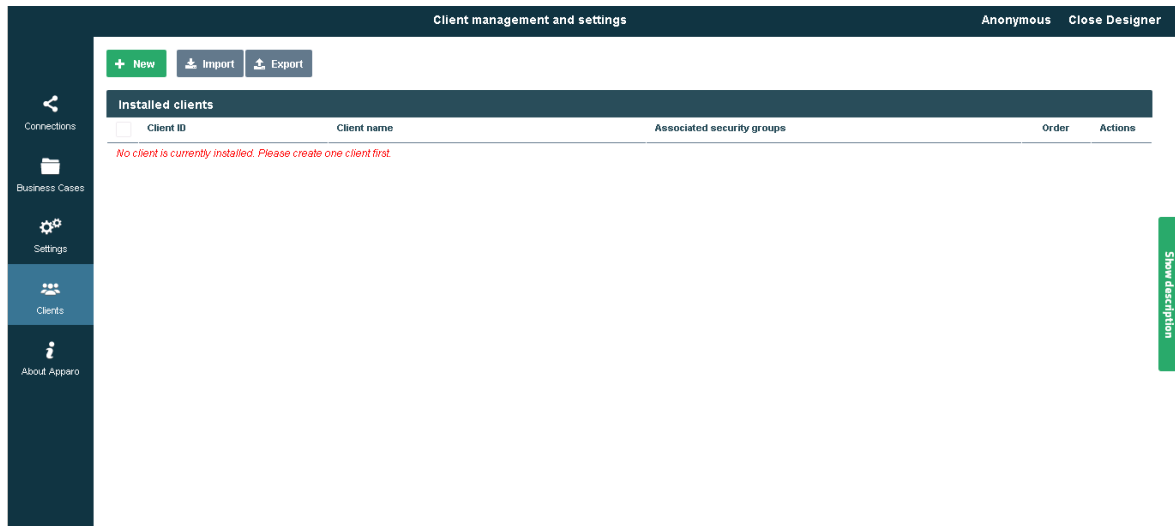 Client management and settings Anonymous Close Designer
+ New Import Export
Installed clients
Client ID Client name Associated security groups Order Actions
No client is currently installed. Please create one client first.
Connections
Business Cases
Settings
Clients
About Apparo
Show description